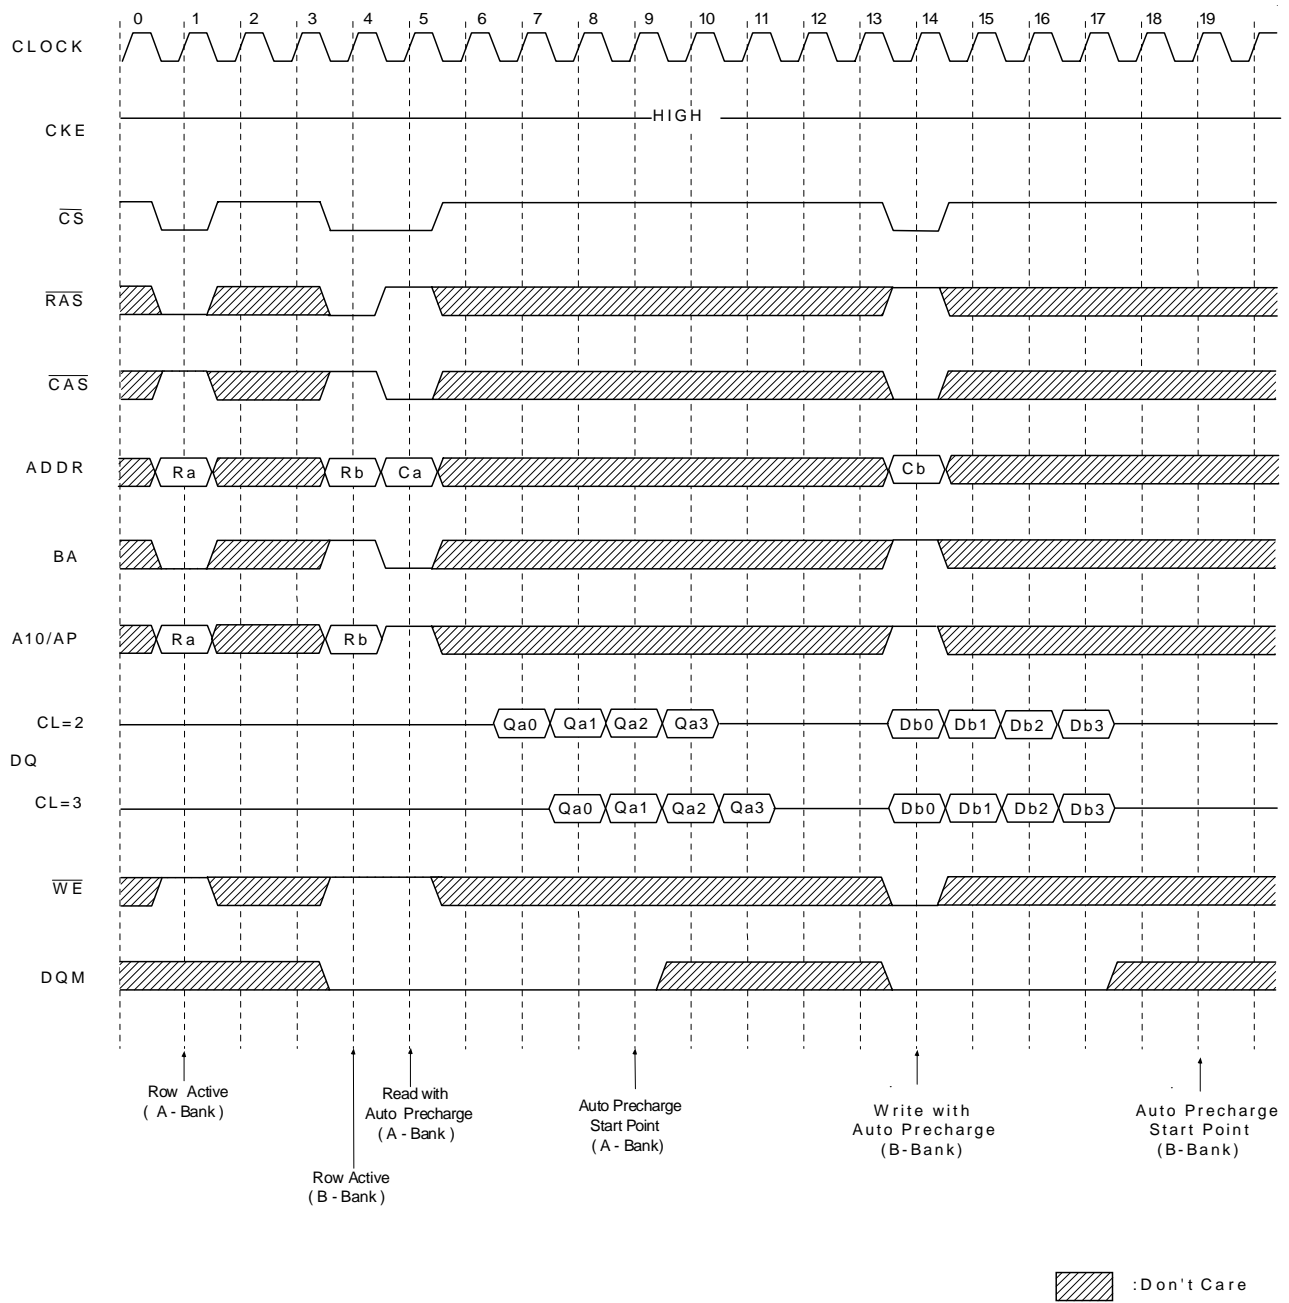 0 1 2 3 4 5 6 7 8 9 10 11 12 13 14 15 16 17 18 19
CLOCK
HIGH
CKE
CS
RAS
CAS
ADDR Ra Rb Ca Cb
BA
A10/AP Ra Rb
CL=2 Qa0 Qa1 Qa2 Qa3 Db0 Db1 Db2 Db3
DQ
CL=3 Qa0 Qa1 Qa2 Qa3 Db0 Db1 Db2 Db3
WE
DQM
Row Active
( A - Bank)
Row Active
( B - Bank)
Read with
Auto Precharge
( A - Bank)
Auto Precharge
Start Point
( A - Bank)
Write with
Auto Precharge
(B-Bank)
Auto Precharge
Start Point
(B-Bank)
:Don't Care